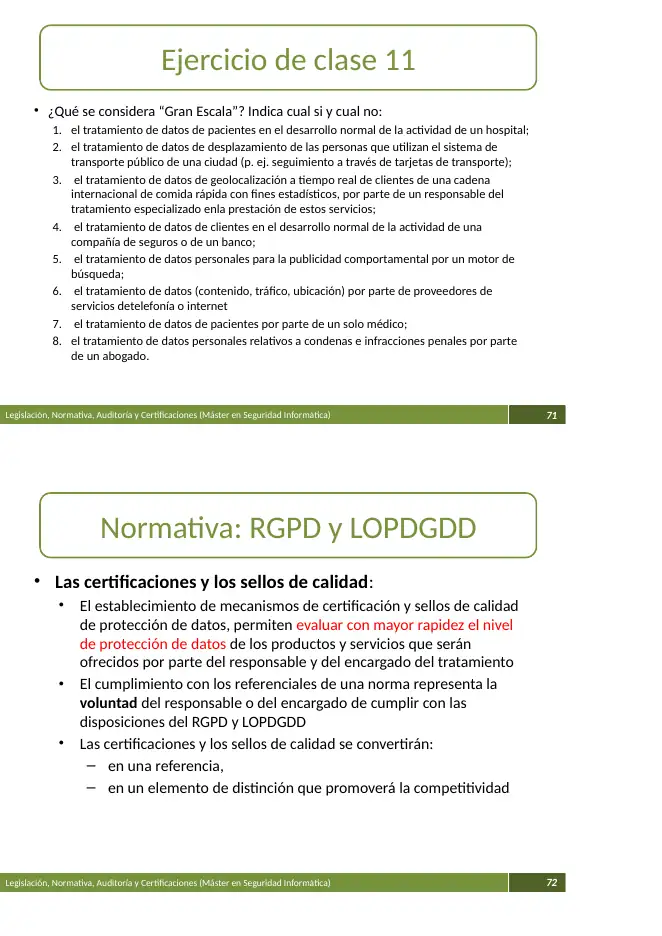 Ejercicio de clase 11
• ¿Qué se considera “Gran Escala”? Indica cual si y cual no:
1. el tratamiento de datos de pacientes en el desarrollo normal de la actividad de un hospital;
2. el tratamiento de datos de desplazamiento de las personas que utilizan el sistema de
transporte público de una ciudad (p. ej. seguimiento a través de tarjetas de transporte);
3. el tratamiento de datos de geolocalización a tiempo real de clientes de una cadena
internacional de comida rápida con fines estadísticos, por parte de un responsable del
tratamiento especializado enla prestación de estos servicios;
4. el tratamiento de datos de clientes en el desarrollo normal de la actividad de una
compañía de seguros o de un banco;
5. el tratamiento de datos personales para la publicidad comportamental por un motor de
búsqueda;
6. el tratamiento de datos (contenido, tráfico, ubicación) por parte de proveedores de
servicios detelefonía o internet
7. el tratamiento de datos de pacientes por parte de un solo médico;
8. el tratamiento de datos personales relativos a condenas e infracciones penales por parte
de un abogado.
Legislación, Normativa, Auditoría y Certificaciones (Máster en Seguridad Informática) 71
Normativa: RGPD y LOPDGDD
• Las certificaciones y los sellos de calidad:
• El establecimiento de mecanismos de certificación y sellos de calidad
de protección de datos, permiten evaluar con mayor rapidez el nivel
de protección de datos de los productos y servicios que serán
ofrecidos por parte del responsable y del encargado del tratamiento
• El cumplimiento con los referenciales de una norma representa la
voluntad del responsable o del encargado de cumplir con las
disposiciones del RGPD y LOPDGDD
• Las certificaciones y los sellos de calidad se convertirán:
– en una referencia,
– en un elemento de distinción que promoverá la competitividad
Legislación, Normativa, Auditoría y Certificaciones (Máster en Seguridad Informática) 72